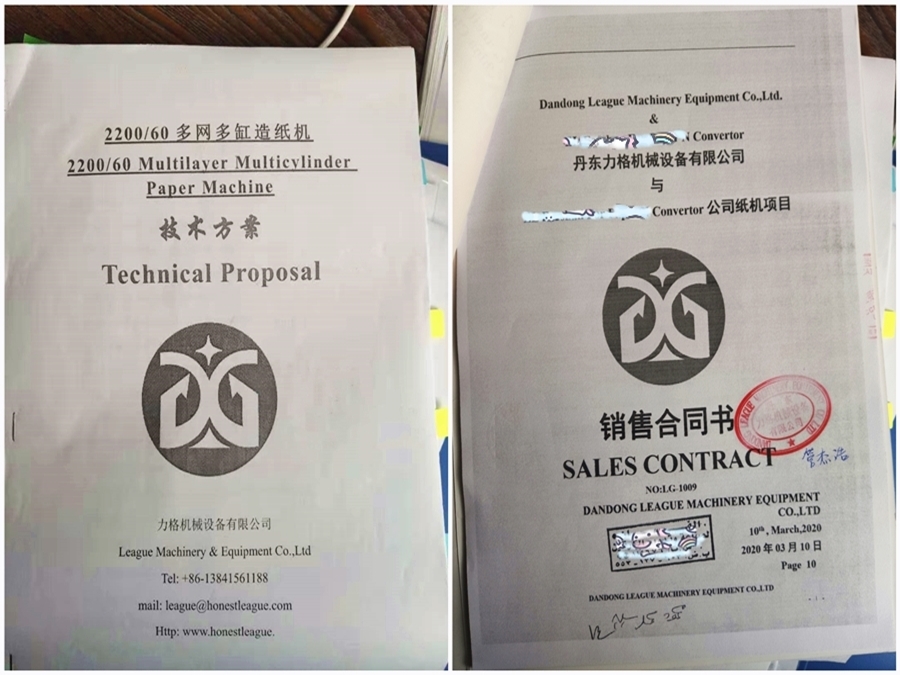 2200/60 多网多缸造纸机
2200/60 Multilayer Multicylinder
Paper Machine
技术方案
Technical Proposal
力格机械设备有限公司
League Machinery & Equipment Co.,Ltd
Tel: +86-13841561188
mail: league@honestleague.com
Http: www.honestleague.
Dandong League Machinery Equipment Co.,Ltd.
&
Convertor
丹东力格机械设备有限公司
与
Convertor 公司纸机项目
销售合同书
SALES CONTRACT
NO:LG-1009
DANDONG LEAGUE MACHINERY EQUIPMENT
CO.,LTD
10th, March,2020
2020 年 03 月 10 日
Page 10
DANDONG LEAGUE MACHINERY EQUIPMENT CO.,LTD